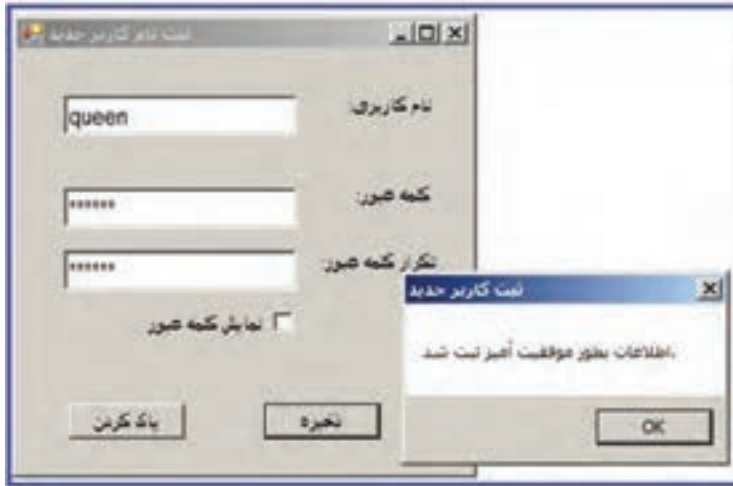 ثبت نام کاربر جدید
نام کاربری:
queen
کلمه عبور:
******
تکرار کلمه عبور:
******
نمایش کلمه عبور
ذخیره
پاک کردن
ثبت کاربر جدید
.اطلاعات بطور موفقیت آمیز ثبت شد
OK